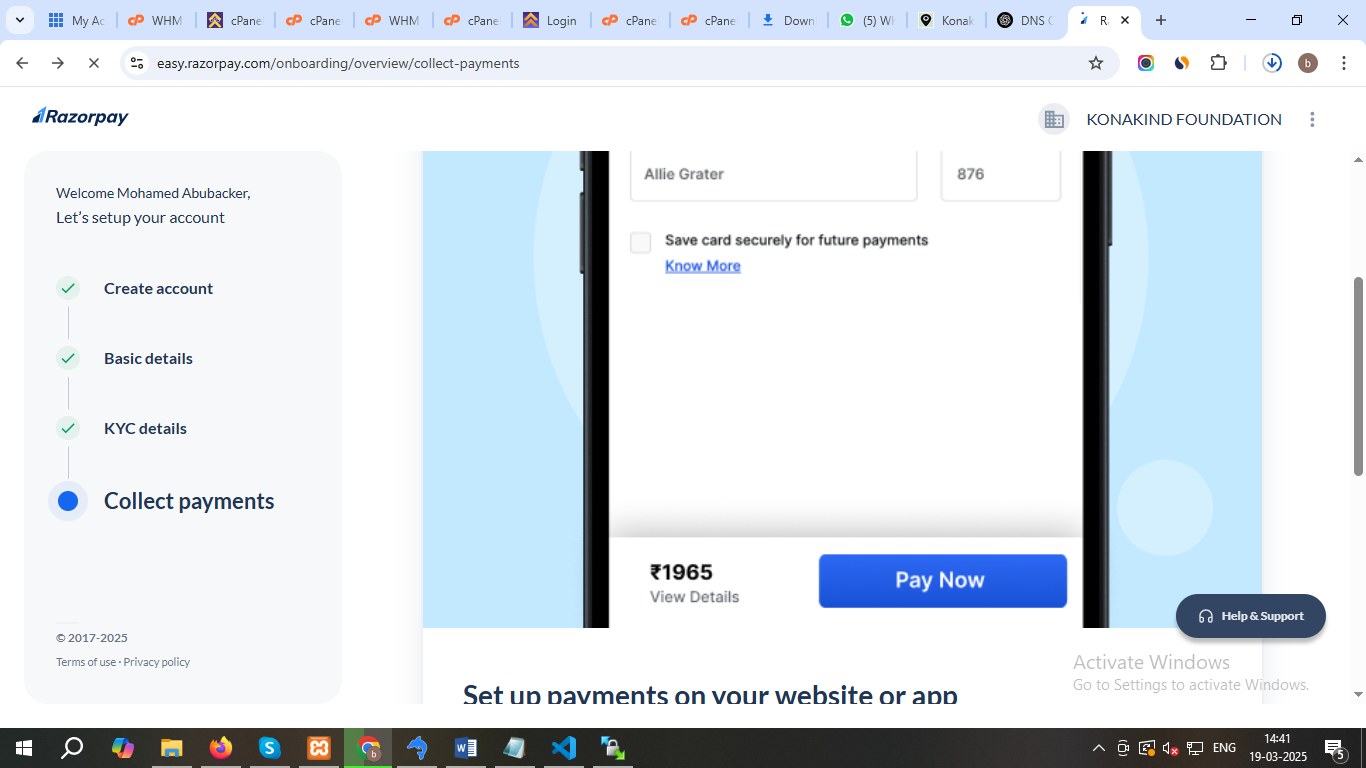 My Ac
WHM
cPane
cPane
WHM
cPane
Login
cPane
cPane
Down
(5) Wh
Konak
DNS C
Ra
easy.razorpay.com/onboarding/overview/collect-payments
b
Razorpay
KONAKIND FOUNDATION
Welcome Mohamed Abubacker,
Let's setup your account
Create account
Basic details
KYC details
Collect payments
© 2017-2025
Terms of use · Privacy policy
Allie Grater
876
Save card securely for future payments
Know More
₹1965
View Details
Pay Now
Help & Support
Set up payments on your website or app
Activate Windows
Go to Settings to activate Windows.
ENG
14:41
19-03-2025
5